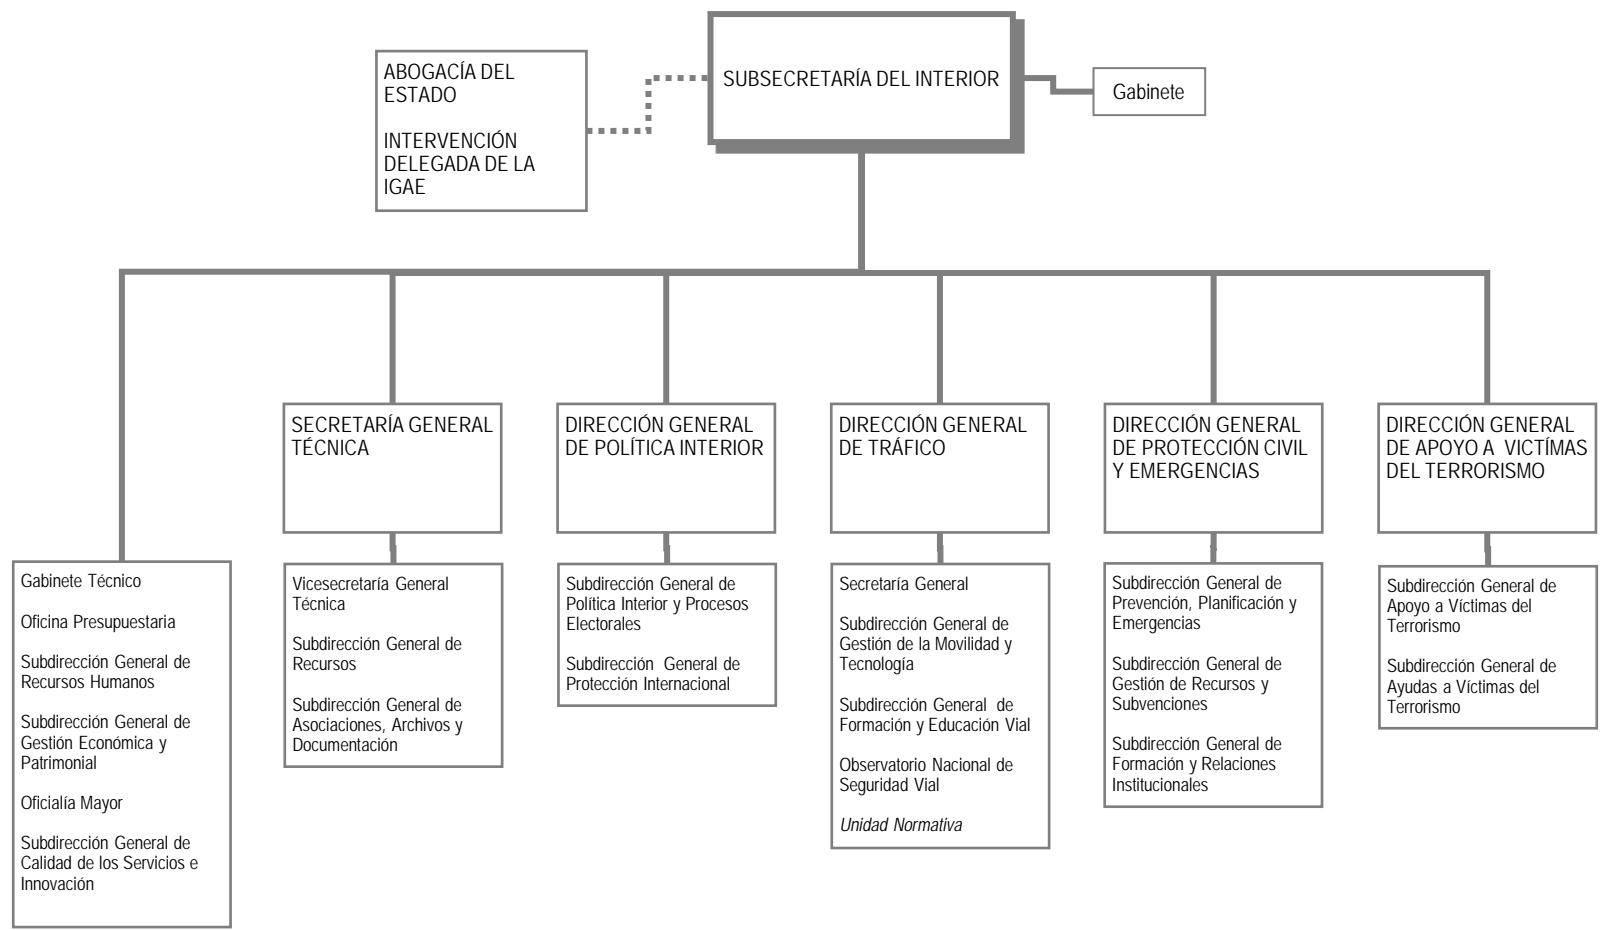 SUBSECRETARÍA DEL INTERIOR
ABOGACÍA DEL
ESTADO
INTERVENCIÓN
DELEGADA DE LA
IGAE
Gabinete
SECRETARÍA GENERAL
TÉCNICA
DIRECCIÓN GENERAL
DE POLÍTICA INTERIOR
DIRECCIÓN GENERAL
DE TRÁFICO
DIRECCIÓN GENERAL
DE PROTECCIÓN CIVIL
Y EMERGENCIAS
DIRECCIÓN GENERAL
DE APOYO A VICTÍMAS
DEL TERRORISMO
Gabinete Técnico
Oficina Presupuestaria
Subdirección General de
Recursos Humanos
Subdirección General de
Gestión Económica y
Patrimonial
Oficialía Mayor
Subdirección General de
Calidad de los Servicios e
Innovación
Vicesecretaría General
Técnica
Subdirección General de
Recursos
Subdirección General de
Asociaciones, Archivos y
Documentación
Subdirección General de
Política Interior y Procesos
Electorales
Subdirección General de
Protección Internacional
Secretaría General
Subdirección General de
Gestión de la Movilidad y
Tecnología
Subdirección General de
Formación y Educación Vial
Observatorio Nacional de
Seguridad Vial
Unidad Normativa
Subdirección General de
Prevención, Planificación y
Emergencias
Subdirección General de
Gestión de Recursos y
Subvenciones
Subdirección General de
Formación y Relaciones
Institucionales
Subdirección General de
Apoyo a Víctimas del
Terrorismo
Subdirección General de
Ayudas a Víctimas del
Terrorismo